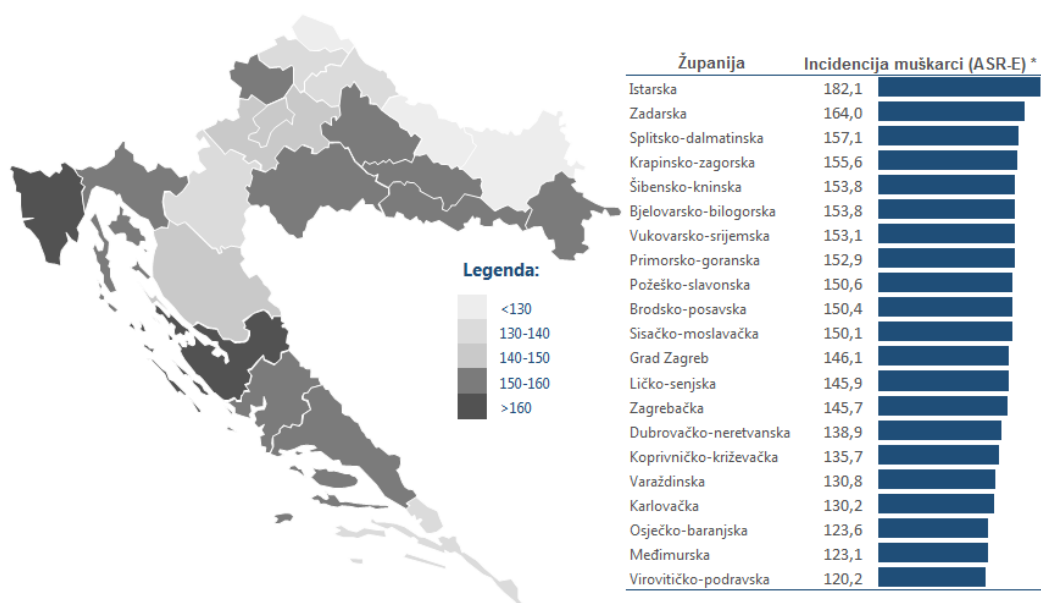 Legenda:
<130
130-140
140-150
150-160
>160
Županija Incidencija muškarci (ASR-E) *
Istarska 182,1
Zadarska 164,0
Splitsko-dalmatinska 157,1
Krapinsko-zagorska 155,6
Šibensko-kninska 153,8
Bjelovarsko-bilogorska 153,8
Vukovarsko-srijemska 153,1
Primorsko-goranska 152,9
Požeško-slavonska 150,6
Brodsko-posavska 150,4
Sisačko-moslavačka 150,1
Grad Zagreb 146,1
Ličko-senjska 145,9
Zagrebačka 145,7
Dubrovačko-neretvanska 138,9
Koprivničko-križevačka 135,7
Varaždinska 130,8
Karlovačka 130,2
Osječko-baranjska 123,6
Međimurska 123,1
Virovitičko-podravska 120,2